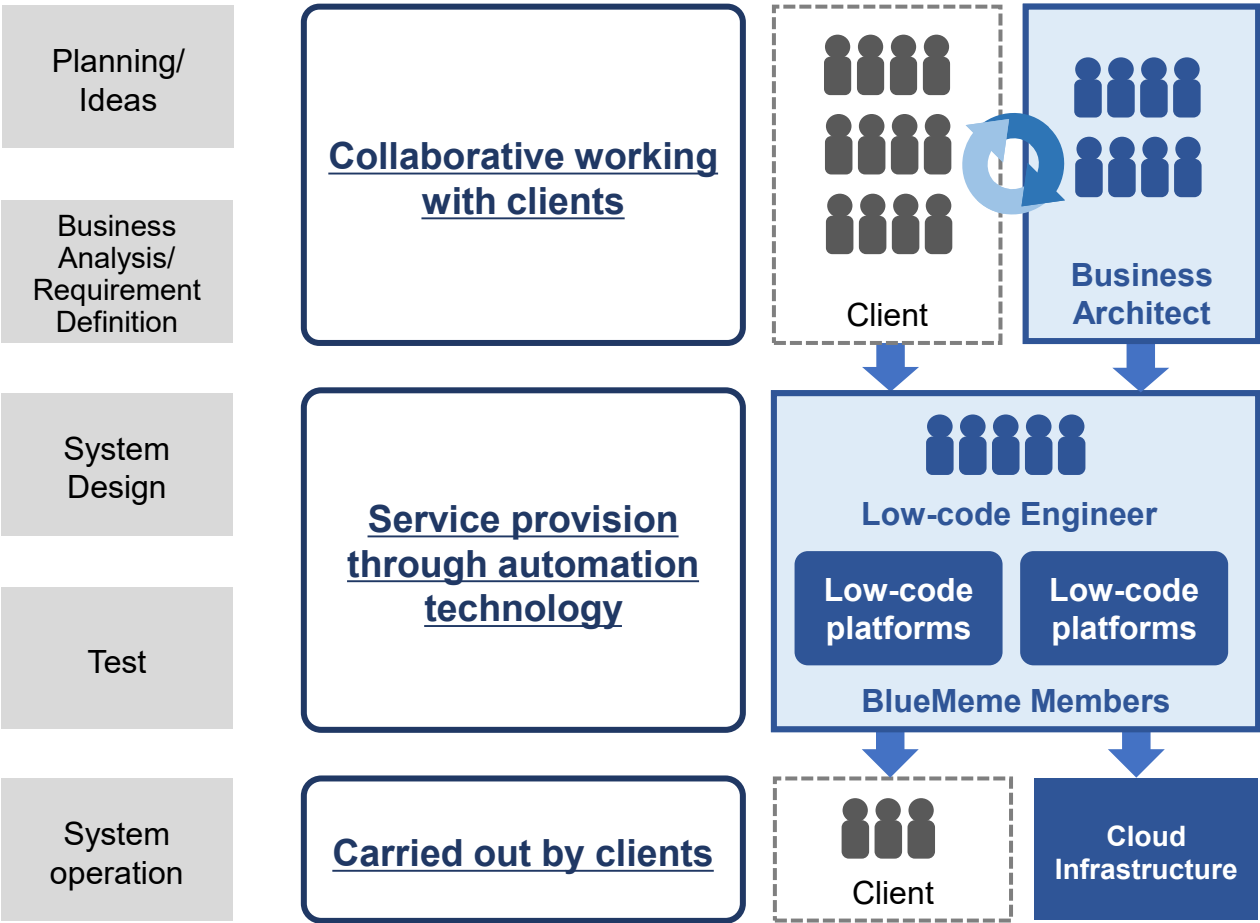 Planning/
Ideas
Collaborative working
with clients
Business
Analysis/
Requirement
Definition
Client
Business
Architect
System
Design
Service provision
through automation
technology
Low-code Engineer
Low-code
platforms
Low-code
platforms
Test
BlueMeme Members
System
operation
Carried out by clients
Client
Cloud
Infrastructure